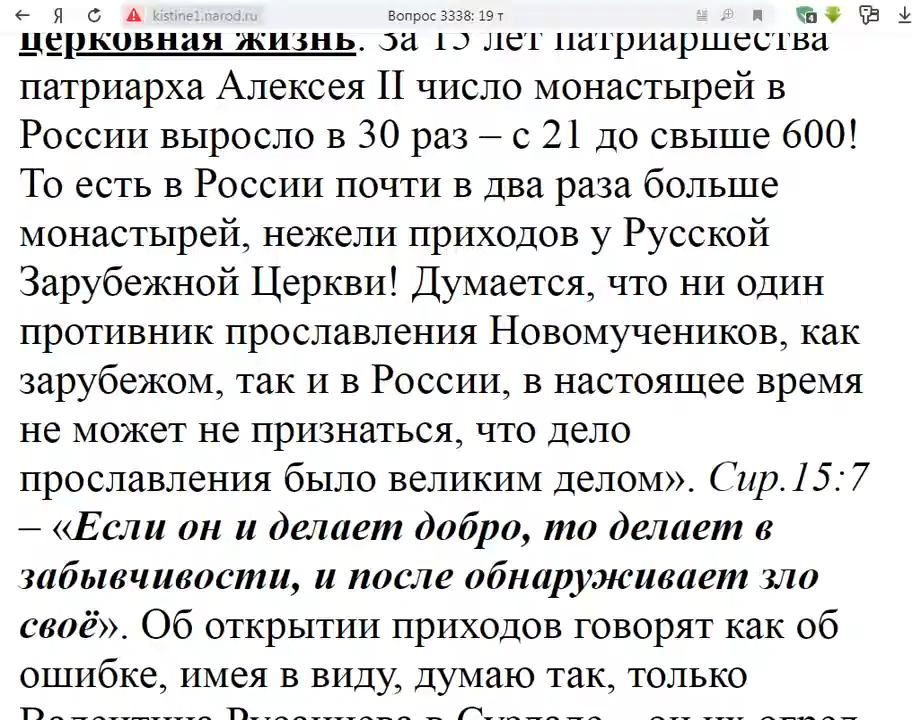 kistine1.narod.ru
Вопрос 3338: 19 т
церковная жизнь. За 15 лет патриаршества
патриарха Алексея II число монастырей в
России выросло в 30 раз – с 21 до свыше 600!
То есть в России почти в два раза больше
монастырей, нежели приходов у Русской
Зарубежной Церкви! Думается, что ни один
противник прославления Новомучеников, как
зарубежом, так и в России, в настоящее время
не может не признаться, что дело
прославления было великим делом». Сир.15:7
– «Если он и делает добро, то делает в
забывчивости, и после обнаруживает зло
своё». Об открытии приходов говорят как об
ошибке, имея в виду, думаю так, только